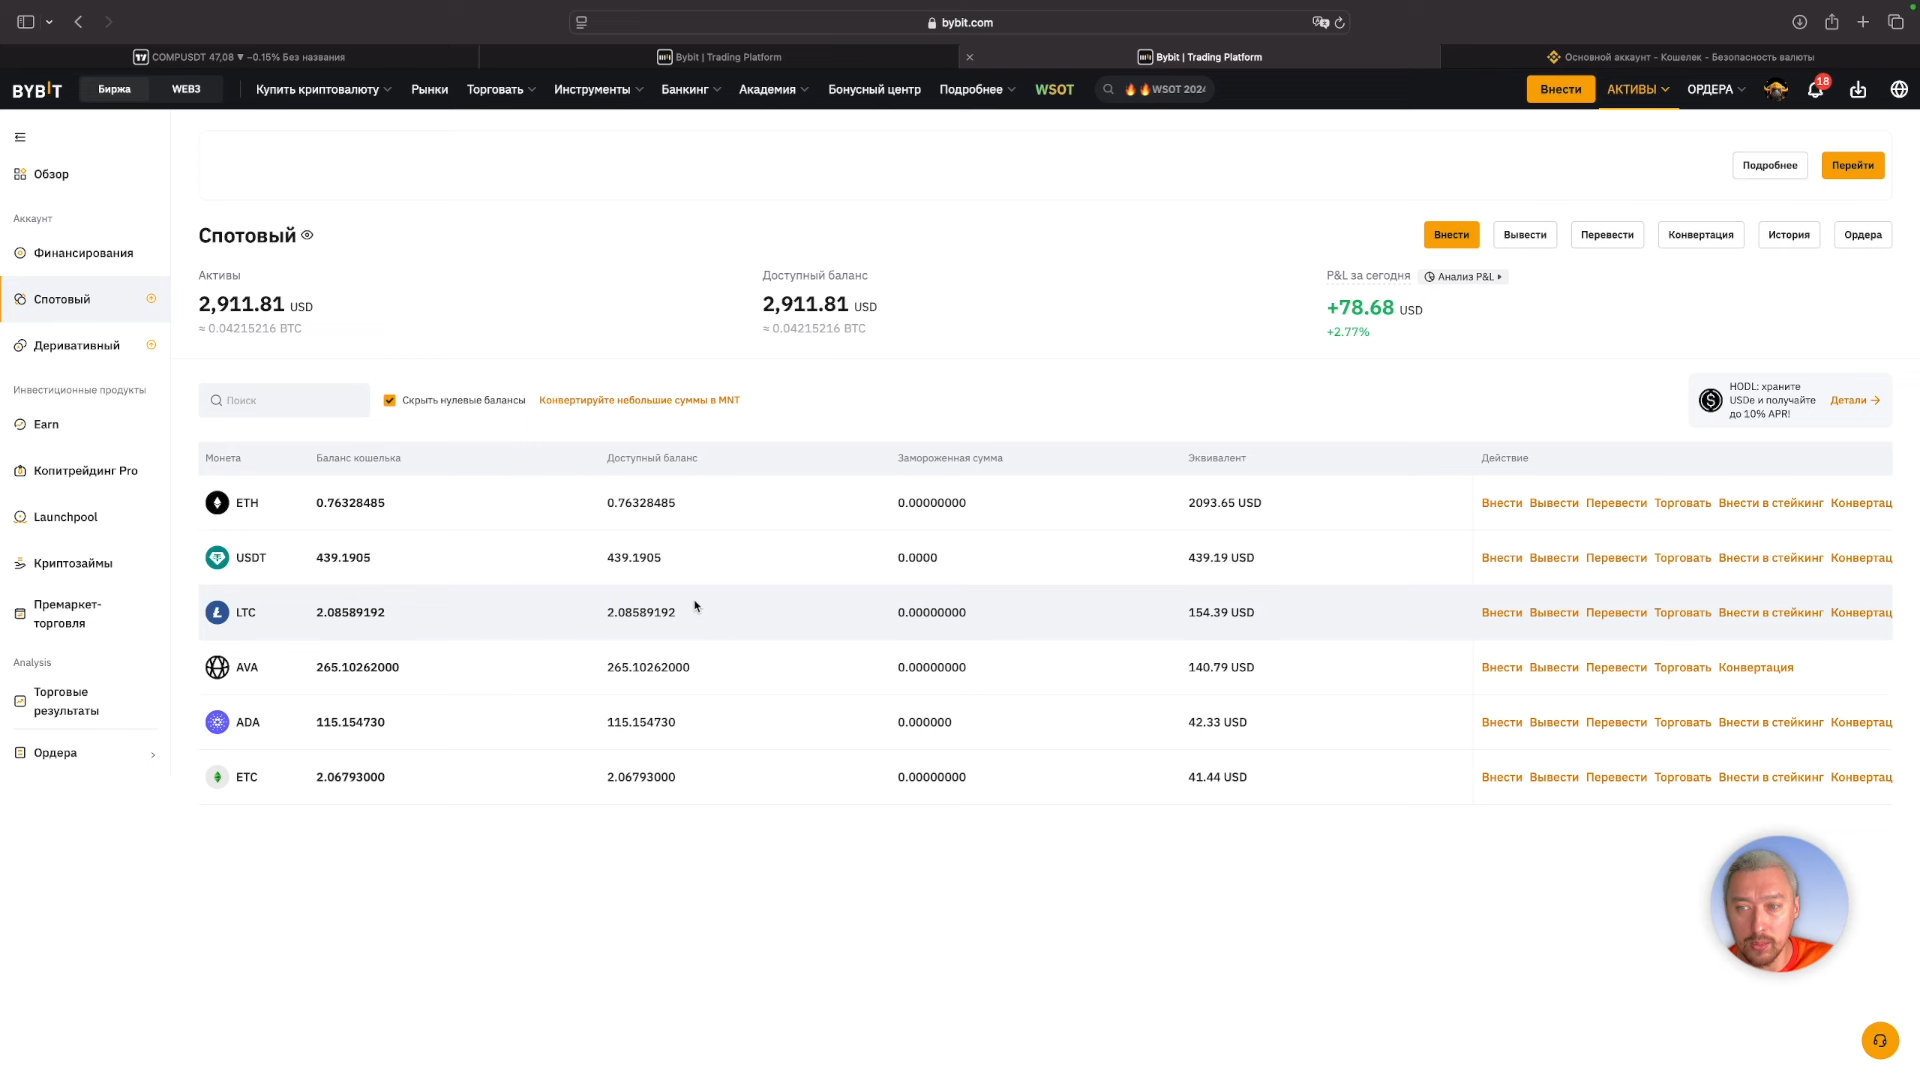 bybit.com
COMPUSDT 47,08 ▼ −0.15% Без названия
Bybit | Trading Platform
Bybit | Trading Platform
Основной аккаунт - Кошелек - Безопасность валюты
BYBIT
Биржа
WEB3
Купить криптовалюту
Рынки
Торговать
Инструменты
Банкинг
Академия
Бонусный центр
Подробнее
WSOT
🔥🔥WSOT 2024
Внести
АКТИВЫ
ОРДЕРА
18
Обзор
Аккаунт
Финансирования
Спотовый
Деривативный
Инвестиционные продукты
Earn
Копитрейдинг Pro
Launchpool
Криптозаймы
Премаркет-
торговля
Analysis
Торговые
результаты
Ордера
Подробнее
Перейти
Спотовый
Внести
Вывести
Перевести
Конвертация
История
Ордера
Активы
2,911.81 USD
≈ 0.04215216 BTC
Доступный баланс
2,911.81 USD
≈ 0.04215216 BTC
P&L за сегодня
Анализ P&L
+78.68 USD
+2.77%
Поиск
Скрыть нулевые балансы
Конвертируйте небольшие суммы в MNT
HODL: храните
USDe и получайте
до 10% APR!
Детали →
Монета Баланс кошелька Доступный баланс Замороженная сумма Эквивалент Действие
ETH 0.76328485 0.76328485 0.00000000 2093.65 USD Внести Вывести Перевести Торговать Внести в стейкинг Конвертац
USDT 439.1905 439.1905 0.0000 439.19 USD Внести Вывести Перевести Торговать Внести в стейкинг Конвертац
LTC 2.08589192 2.08589192 0.00000000 154.39 USD Внести Вывести Перевести Торговать Внести в стейкинг Конвертац
AVA 265.10262000 265.10262000 0.00000000 140.79 USD Внести Вывести Перевести Торговать Конвертация
ADA 115.154730 115.154730 0.000000 42.33 USD Внести Вывести Перевести Торговать Внести в стейкинг Конвертац
ETC 2.06793000 2.06793000 0.00000000 41.44 USD Внести Вывести Перевести Торговать Внести в стейкинг Конвертац